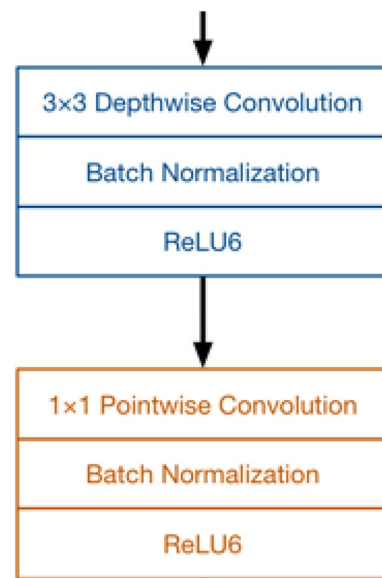 3×3 Depthwise Convolution
Batch Normalization
ReLU6
1×1 Pointwise Convolution
Batch Normalization
ReLU6